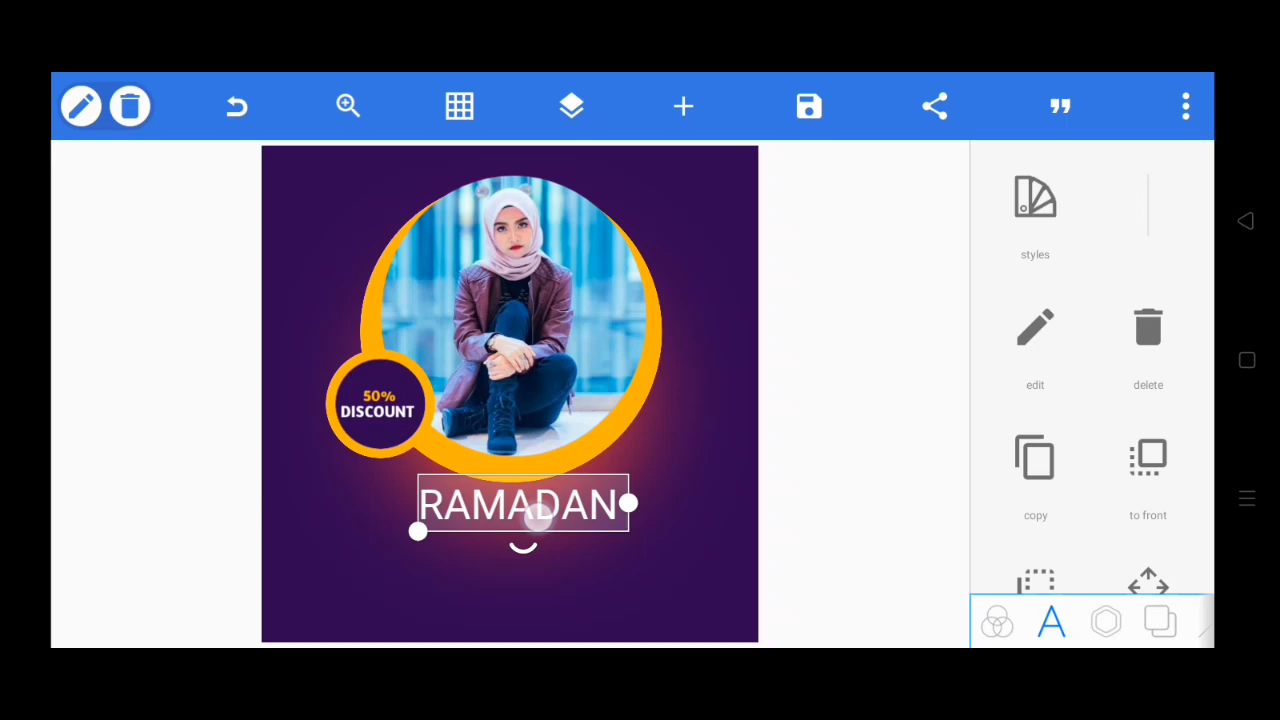 styles
edit
delete
50%
DISCOUNT
copy
to front
RAMADAN